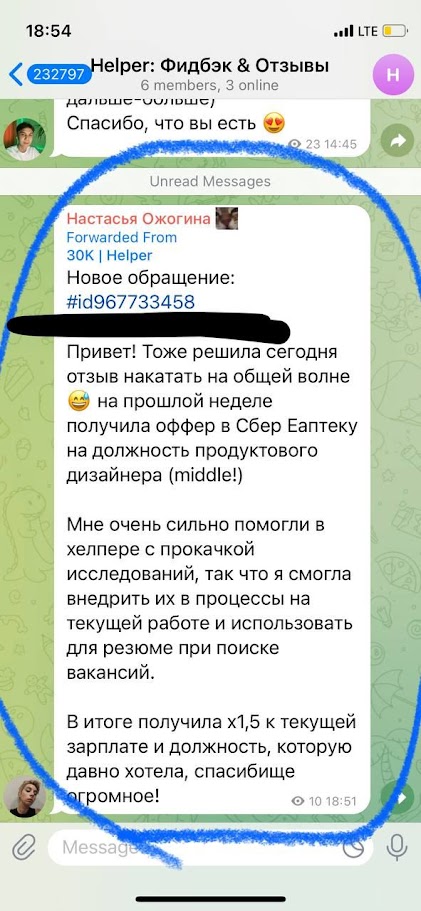 18:54
LTE
232797
Helper: Фидбэк & Отзывы
6 members, 3 online
H
дальше-больше)
Спасибо, что вы есть 😍
23 14:45
Unread Messages
Настасья Ожогина
Forwarded From
30K | Helper
Новое обращение:
#id967733458
Привет! Тоже решила сегодня
отзыв накатать на общей волне
😅 на прошлой неделе
получила оффер в Сбер Еаптеку
на должность продуктового
дизайнера (middle!)
Мне очень сильно помогли в
хелпере с прокачкой
исследований, так что я смогла
внедрить их в процессы на
текущей работе и использовать
для резюме при поиске
вакансий.
В итоге получила х1,5 к текущей
зарплате и должность, которую
давно хотела, спасибище
огромное!
10 18:51
Message